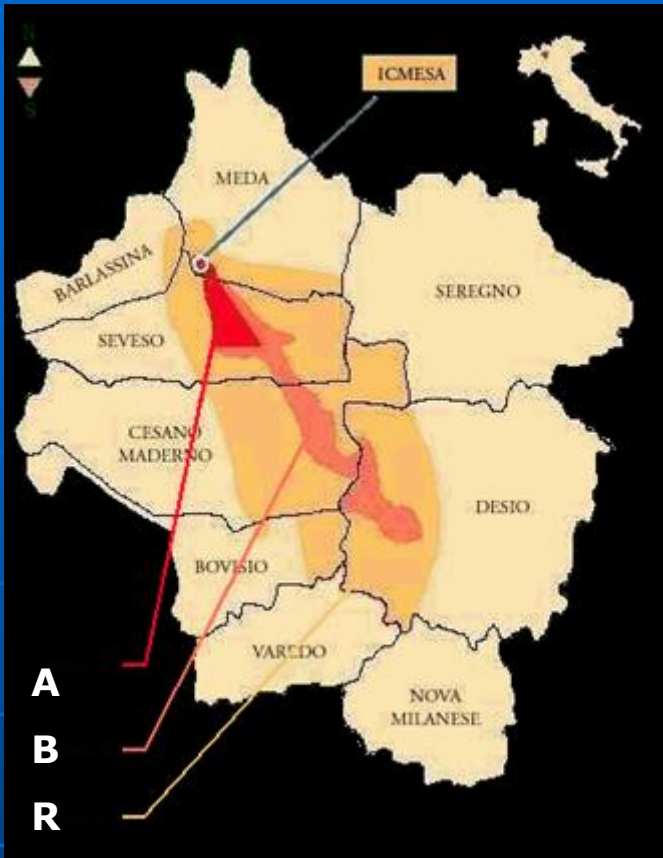 N
S
ICMESA
MEDA
BARLASSINA
SEREGNO
SEVESO
CESANO
MADERNO
DESIO
BOVISIO
VAREDO
NOVA
MILANESE
A
B
R